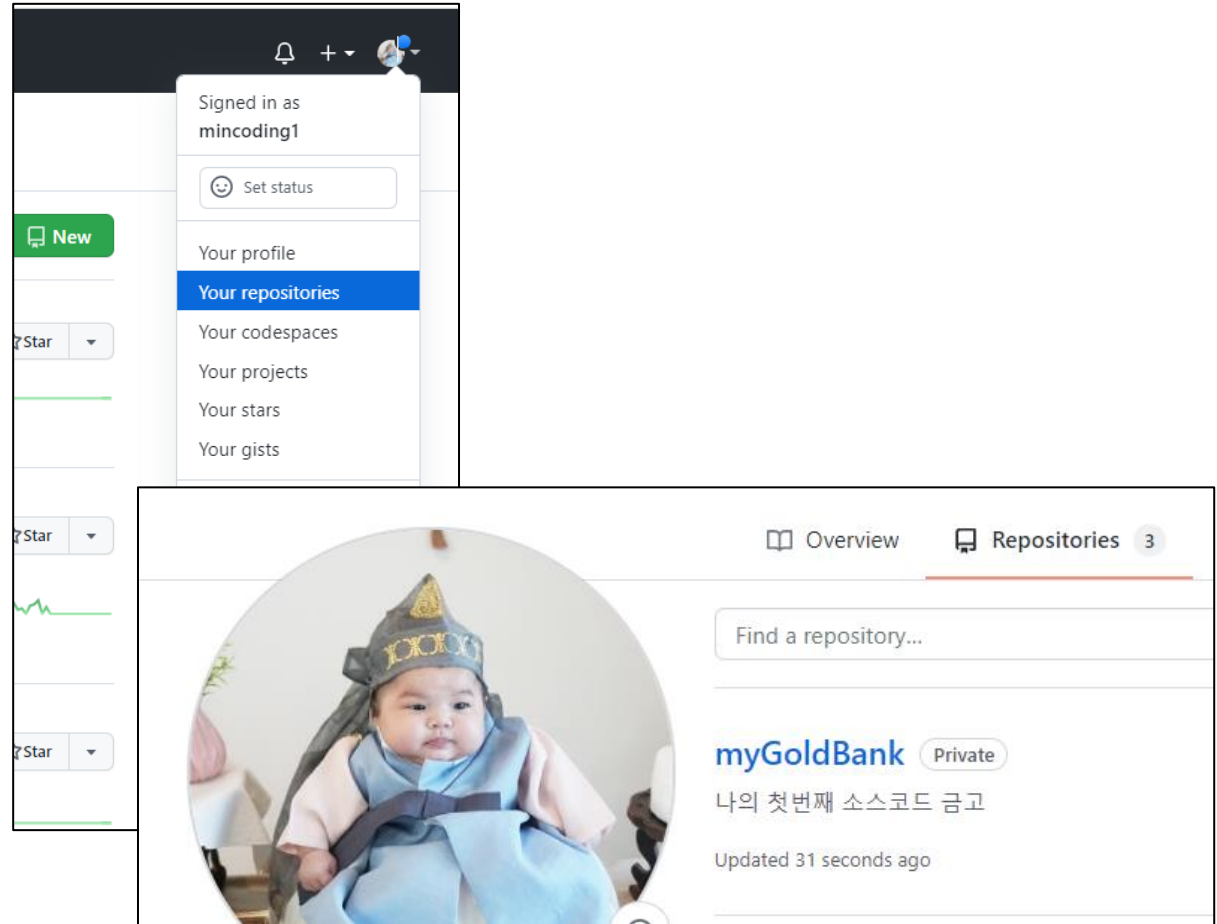 Signed in as
mincoding1
Set status
New
Your profile
Your repositories
Star
Your codespaces
Your projects
Your stars
Your gists
Star
Star
Overview
Repositories 3
Find a repository...
myGoldBank Private
나의 첫번째 소스코드 금고
Updated 31 seconds ago